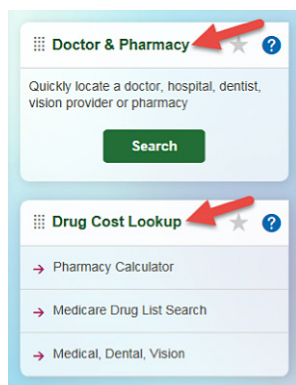 Doctor & Pharmacy ?
Quickly locate a doctor, hospital, dentist,
vision provider or pharmacy
Search
Drug Cost Lookup ?
Pharmacy Calculator
Medicare Drug List Search
Medical, Dental, Vision